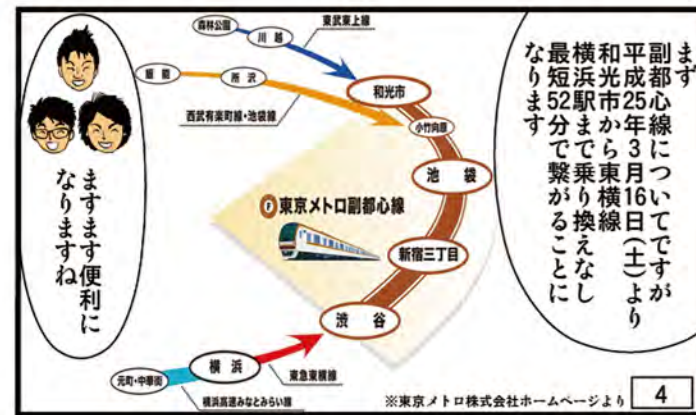 ます
副都心線についてですが
平成25年3月16日(土)より
和光市から東横線
横浜駅まで乗り換えなし
最短52分で繋がることに
なります
森林公園
川越
東武東上線
飯能
所沢
西武有楽町線・池袋線
和光市
小竹向原
池袋
F東京メトロ副都心線
新宿三丁目
渋谷
横浜
東急東横線
元町・中華街
横浜高速みなとみらい線
ますます便利に
なりますね
※東京メトロ株式会社ホームページより
4